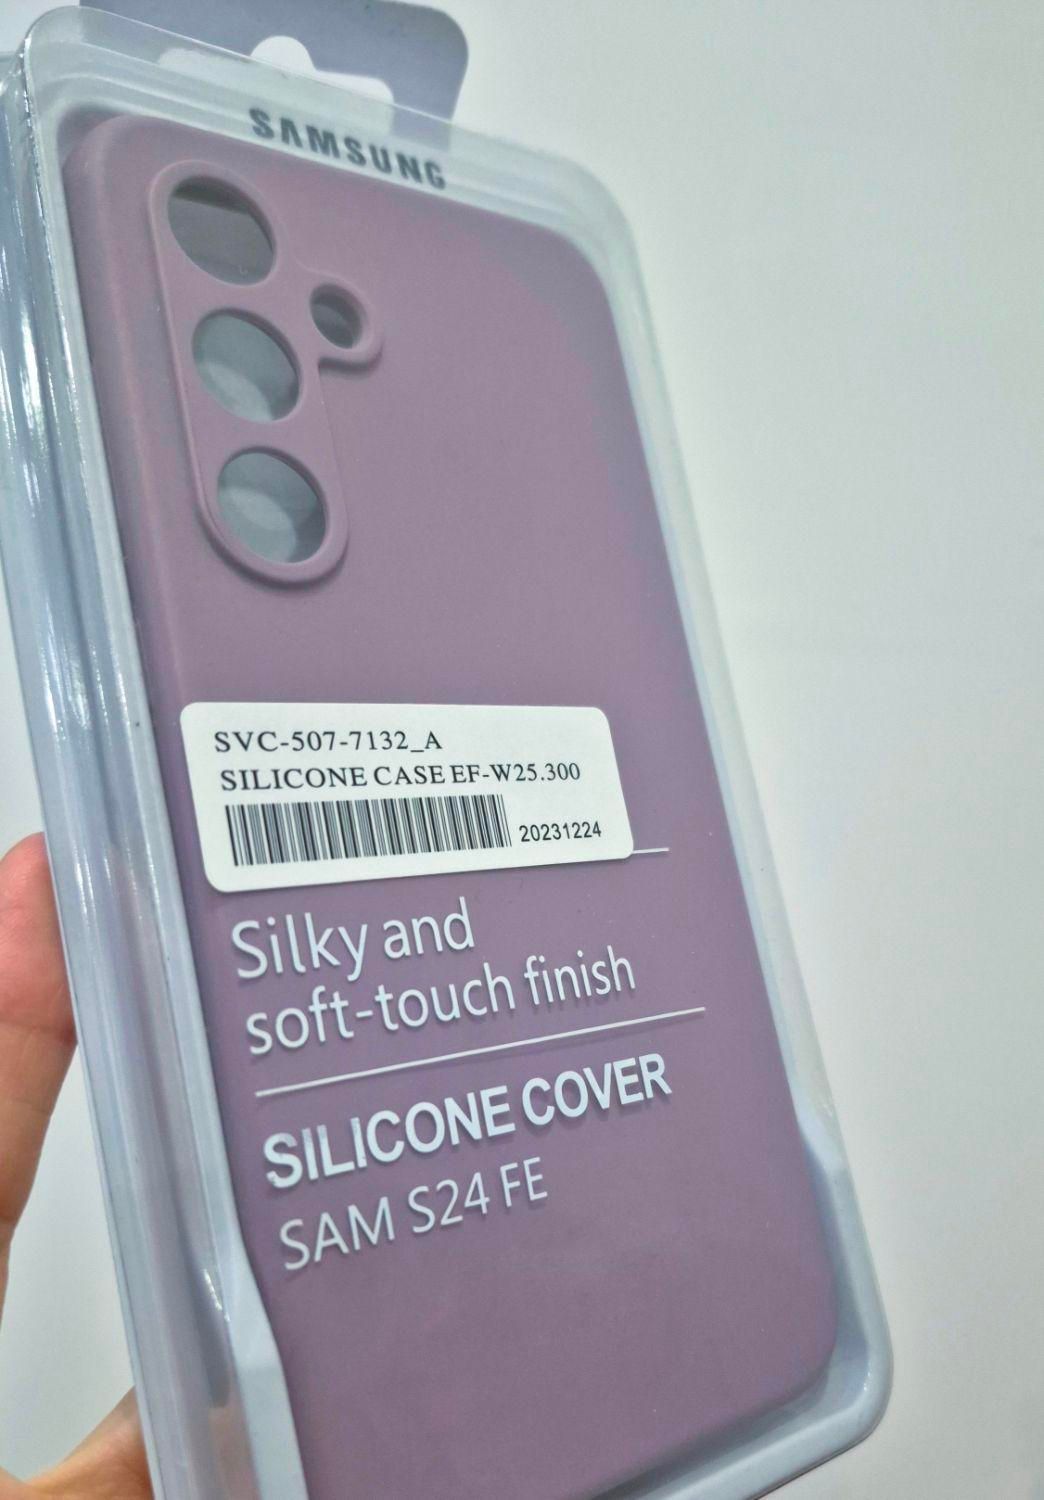 SAMSUNG
SVC-507-7132_A
SILICONE CASE EF-W25.300
20231224
Silky and
soft-touch finish
SILICONE COVER
SAM S24 FE